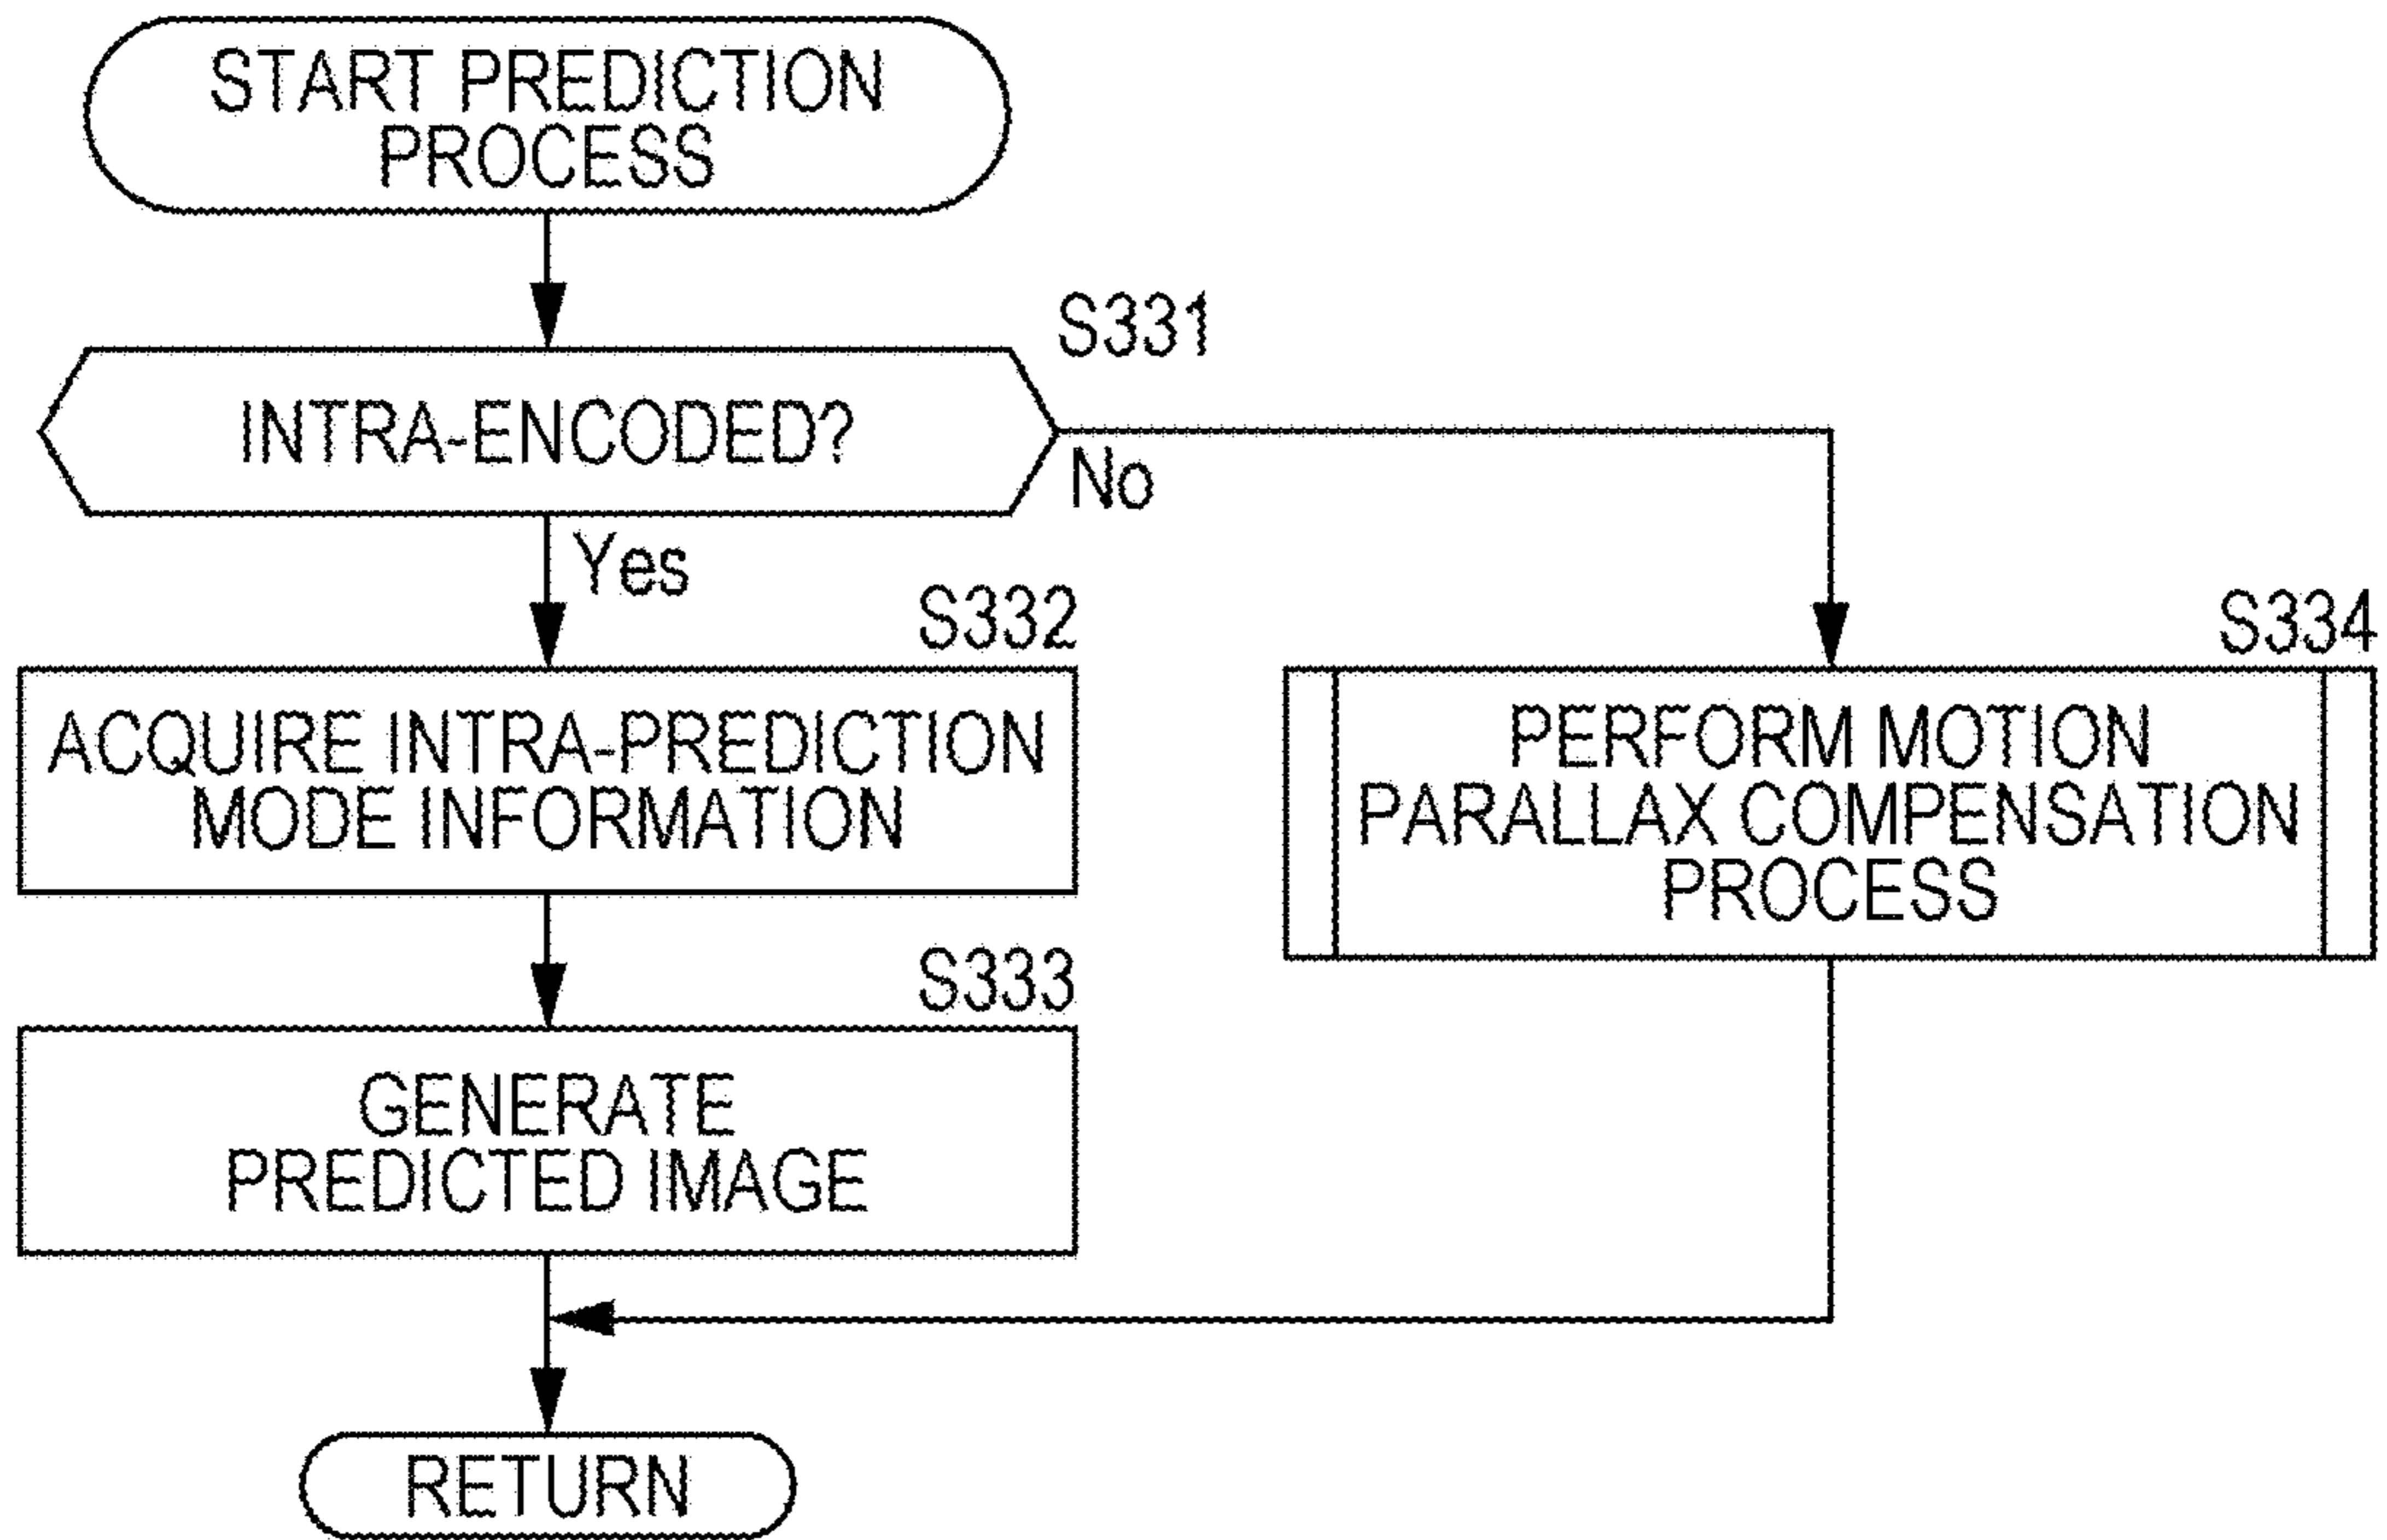 START PREDICTION
PROCESS
S331
INTRA-ENCODED?
No
Yes
S332
ACQUIRE INTRA-PREDICTION
MODE INFORMATION
S334
PERFORM MOTION
PARALLAX COMPENSATION
PROCESS
S333
GENERATE
PREDICTED IMAGE
RETURN